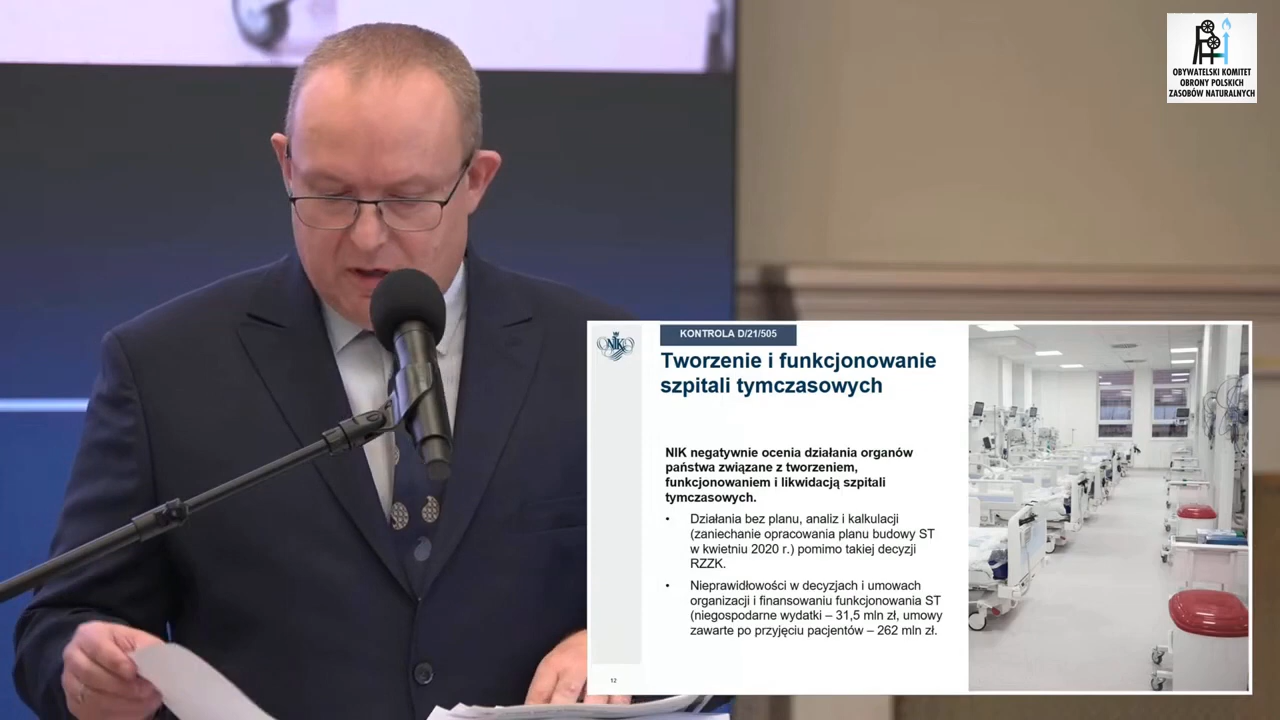 OBYWATELSKI KOMITET
OBRONY POLSKICH
ZASOBÓW NATURALNYCH
NIK
KONTROLA D/21/505
Tworzenie i funkcjonowanie
szpitali tymczasowych
NIK negatywnie ocenia działania organów
państwa związane z tworzeniem,
funkcjonowaniem i likwidacją szpitali
tymczasowych.
• Działania bez planu, analiz i kalkulacji
(zaniechanie opracowania planu budowy ST
w kwietniu 2020 r.) pomimo takiej decyzji
RZZK.
• Nieprawidłowości w decyzjach i umowach
organizacji i finansowaniu funkcjonowania ST
(niegospodarne wydatki – 31,5 mln zł, umowy
zawarte po przyjęciu pacjentów – 262 mln zł.
12